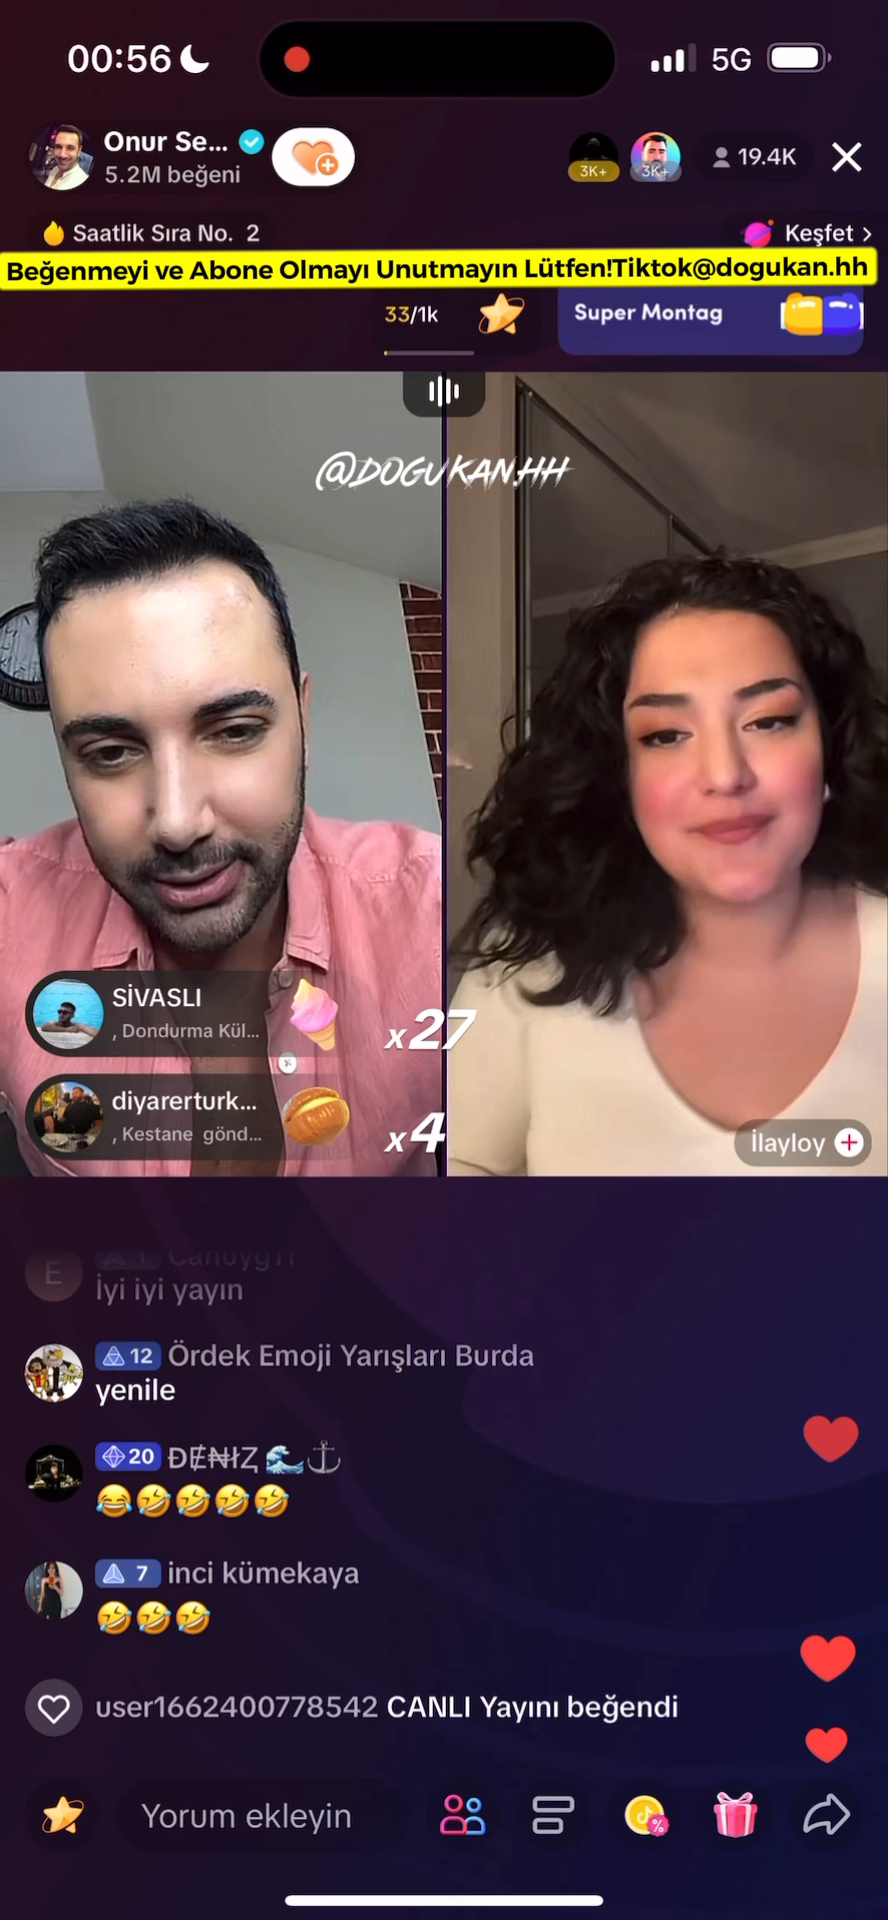 00:56
5G
Onur Se...
5.2M beğeni
3K+
3K+
19.4K
Saatlik Sıra No. 2
Keşfet >
Beğenmeyi ve Abone Olmayı Unutmayın Lütfen!Tiktok@dogukan.hh
33/1k
Super Montag
@DOGUKAN.HH
SİVASLI
, Dondurma Kül...
x27
diyarerturk...
, Kestane gönd...
x4
İlayloy
E
İyi iyi yayın
12 Ördek Emoji Yarışları Burda
yenile
20 ĐɆ₦łⱫ 🌊⚓
😂🤣🤣🤣🤣
7 inci kümekaya
🤣🤣🤣
user1662400778542 CANLI Yayını beğendi
Yorum ekleyin